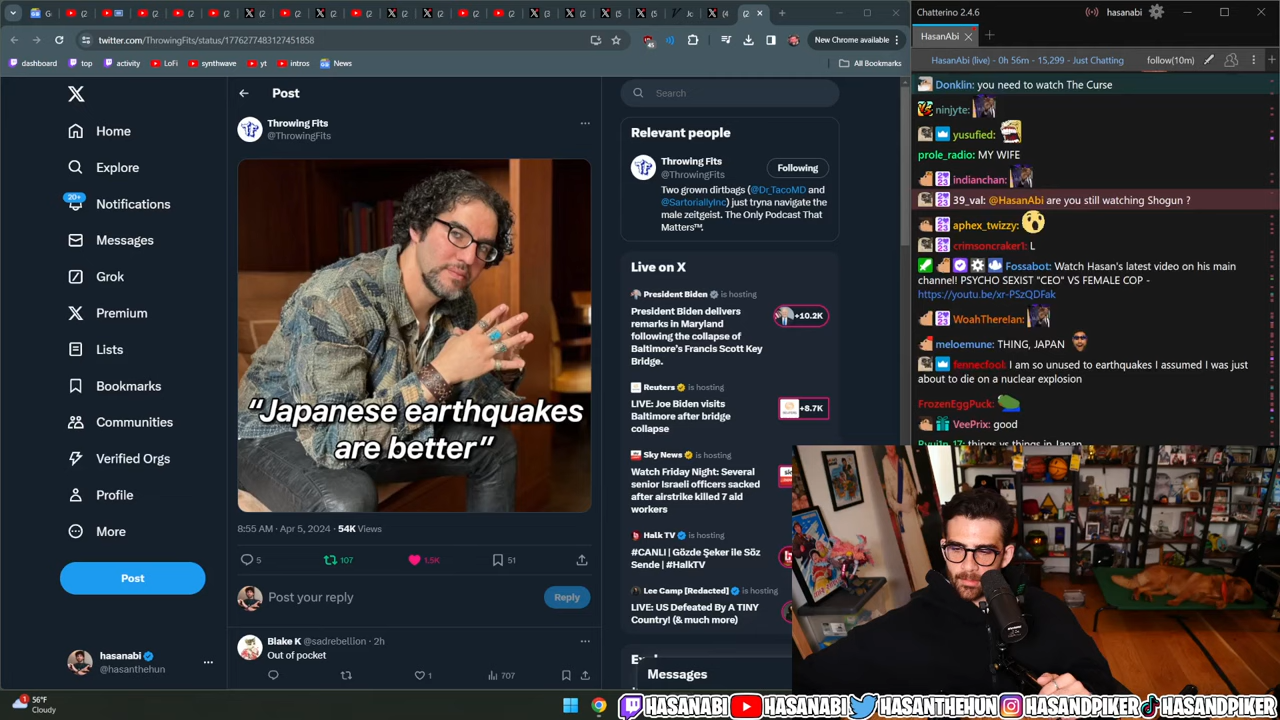 twitter.com/ThrowingFits/status/1776277483127451858
New Chrome available
dashboard
top
activity
LoFi
synthwave
yt
intros
News
All Bookmarks
Home
Explore
20+
Notifications
Messages
Grok
Premium
Lists
Bookmarks
Communities
Verified Orgs
Profile
More
Post
hasanabi
@hasanthehun
Post
Throwing Fits
@ThrowingFits
“Japanese earthquakes
are better”
8:55 AM · Apr 5, 2024 · 54K Views
5
107
1.5K
51
Post your reply
Reply
Blake K @sadrebellion · 2h
Out of pocket
1
707
Search
Relevant people
Throwing Fits
@ThrowingFits
Following
Two grown dirtbags (@Dr_TacoMD and
@SartoriallyInc) just tryna navigate the
male zeitgeist. The Only Podcast That
Matters™.
Live on X
President Biden is hosting
President Biden delivers
remarks in Maryland
following the collapse of
Baltimore's Francis Scott Key
Bridge.
+10.2K
Reuters is hosting
LIVE: Joe Biden visits
Baltimore after bridge
collapse
+8.7K
Sky News is hosting
Watch Friday Night: Several
senior Israeli officers sacked
after airstrike killed 7 aid
workers
Halk TV is hosting
#CANLI | Gözde Şeker ile Söz
Sende | #HalkTV
Lee Camp [Redacted] is hosting
LIVE: US Defeated By A TINY
Country! (& much more)
Messages
Chatterino 2.4.6
hasanabi
HasanAbi
HasanAbi (live) - 0h 56m - 15,299 - Just Chatting
follow(10m)
Donklin: you need to watch The Curse
ninjyte:
yusufied:
prole_radio: MY WIFE
indianchan:
39_val: @HasanAbi are you still watching Shogun ?
aphex_twizzy:
crimsoncraker1: L
Fossabot: Watch Hasan's latest video on his main
channel! PSYCHO SEXIST "CEO" VS FEMALE COP -
https://youtu.be/xr-PSzQDFak
WoahThereIan:
meloemune: THING, JAPAN
fennecfool: I am so unused to earthquakes I assumed I was just
about to die on a nuclear explosion
FrozenEggPuck:
VeePrix: good
things vs things in Japan
56°F
Cloudy
HASANABI
HASANABI
HASANTHEHUN
HASANDPIKER
HASANDPIKER